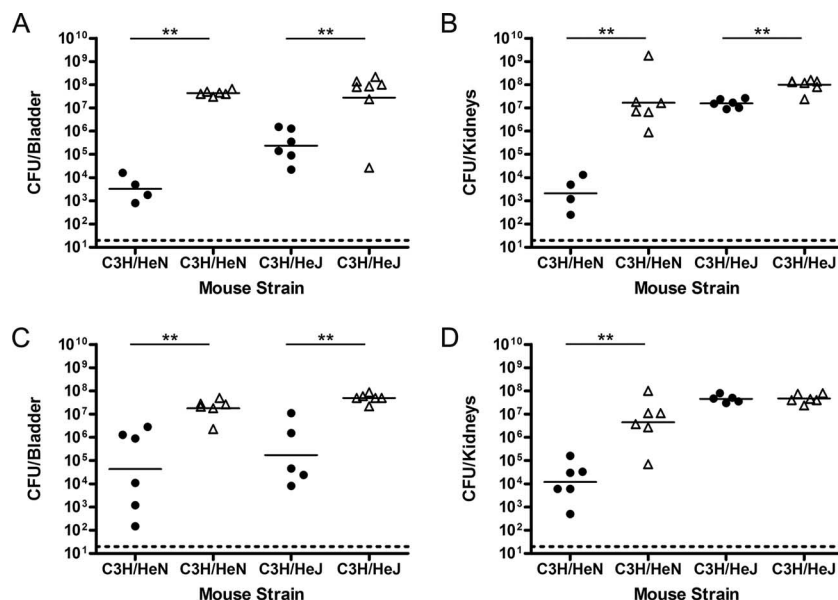 A
CFU/Bladder
10¹⁰
10⁹
10⁸
10⁷
10⁶
10⁵
10⁴
10³
10²
10¹
** **
C3H/HeN C3H/HeN C3H/HeJ C3H/HeJ
Mouse Strain
B
CFU/Kidneys
10¹⁰
10⁹
10⁸
10⁷
10⁶
10⁵
10⁴
10³
10²
10¹
** **
C3H/HeN C3H/HeN C3H/HeJ C3H/HeJ
Mouse Strain
C
CFU/Bladder
10¹⁰
10⁹
10⁸
10⁷
10⁶
10⁵
10⁴
10³
10²
10¹
** **
C3H/HeN C3H/HeN C3H/HeJ C3H/HeJ
Mouse Strain
D
CFU/Kidneys
10¹⁰
10⁹
10⁸
10⁷
10⁶
10⁵
10⁴
10³
10²
10¹
**
C3H/HeN C3H/HeN C3H/HeJ C3H/HeJ
Mouse Strain